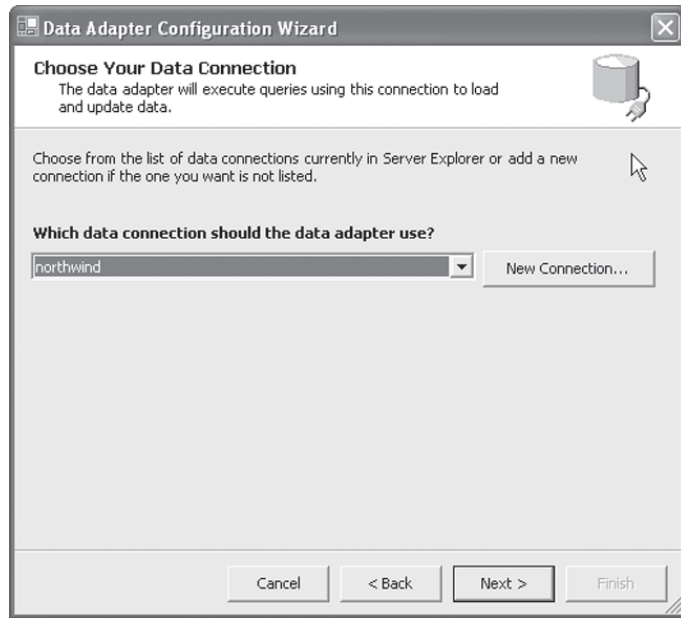 Data Adapter Configuration Wizard
Choose Your Data Connection
The data adapter will execute queries using this connection to load
and update data.
Choose from the list of data connections currently in Server Explorer or add a new
connection if the one you want is not listed.
Which data connection should the data adapter use?
northwind
New Connection...
Cancel
< Back
Next >
Finish